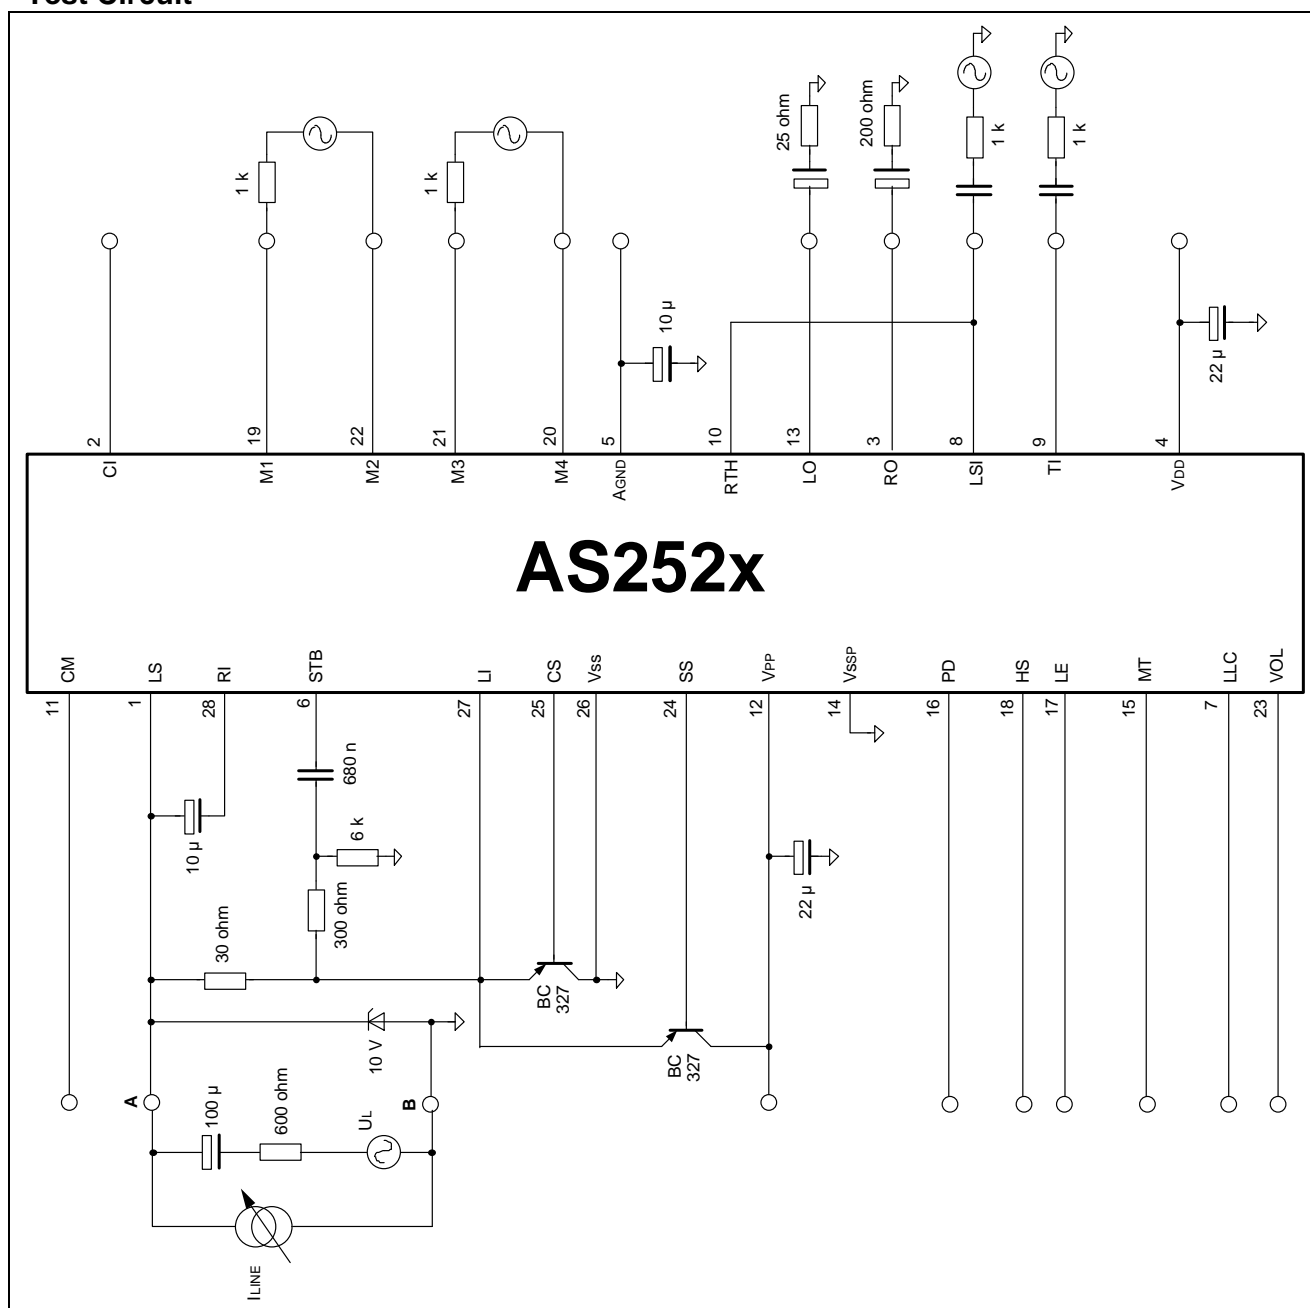 Test Circuit
25 ohm
200 ohm
1 k
1 k
1 k
1 k
10 µ
22 µ
2
19
22
21
20
5
10
13
3
8
9
4
CI
M1
M2
M3
M4
AGND
RTH
LO
RO
LSI
TI
VDD
AS252x
CM
LS
RI
STB
LI
CS
Vss
SS
VPP
VSSP
PD
HS
LE
MT
LLC
VOL
11
1
28
6
27
25
26
24
12
14
16
18
17
15
7
23
680 n
10 µ
6 k
30 ohm
300 ohm
22 µ
BC
327
10 V
BC
327
A
100 µ
600 ohm
UL
B
ILINE